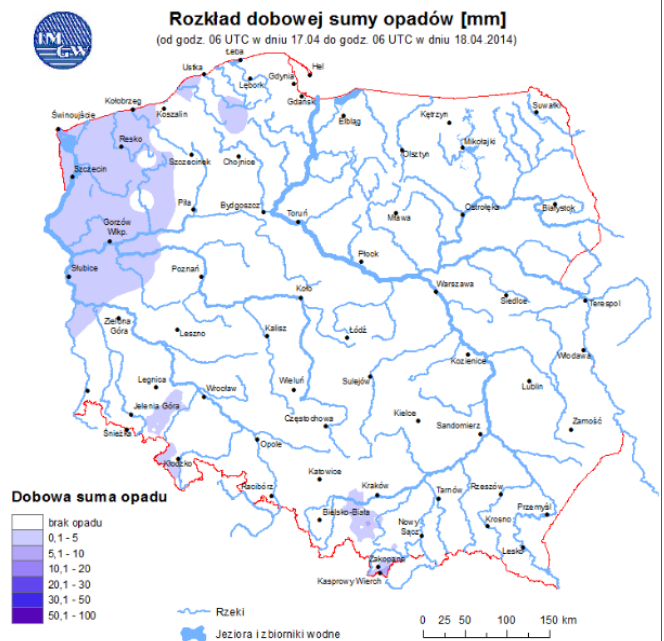 IM
GW
Rozkład dobowej sumy opadów [mm]
(od godz. 06 UTC w dniu 17.04 do godz. 06 UTC w dniu 18.04.2014)
Łeba
Hel
Ustka
Lębork
Gdynia
Gdańsk
Kołobrzeg
Koszalin
Świnoujście
Elbląg
Kętrzyn
Suwałki
Resko
Szczecinek
Chojnice
Olsztyn
Mikołajki
Szczecin
Piła
Bydgoszcz
Toruń
Mława
Ostrołęka
Białystok
Gorzów
Wlkp.
Płock
Słubice
Poznań
Koło
Warszawa
Siedlce
Terespol
Zielona
Góra
Leszno
Kalisz
Łódź
Kozienice
Włodawa
Legnica
Wrocław
Wieluń
Sulejów
Lublin
Jelenia Góra
Śnieżka
Częstochowa
Kielce
Sandomierz
Zamość
Kłodzko
Opole
Racibórz
Katowice
Kraków
Tarnów
Rzeszów
Bielsko-Biała
Nowy
Sącz
Krosno
Przemyśl
Lesko
Zakopane
Kasprowy Wierch
Dobowa suma opadu
brak opadu
0,1 - 5
5,1 - 10
10,1 - 20
20,1 - 30
30,1 - 50
50,1 - 100
Rzeki
Jeziora i zbiorniki wodne
0 25 50 100 150 km